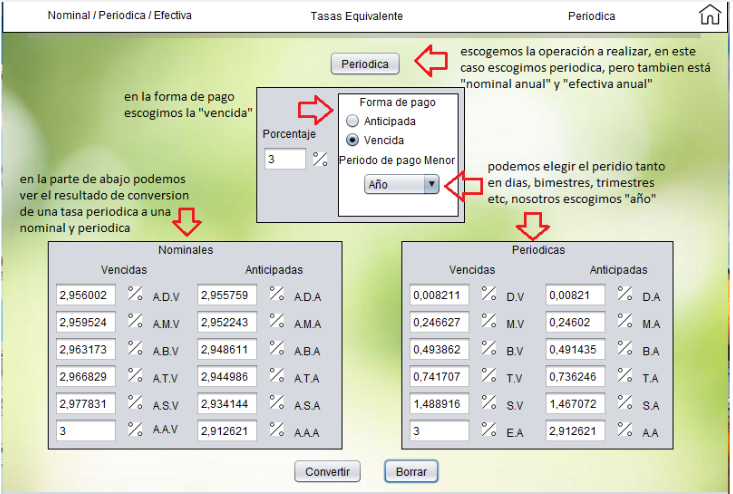 Nominal / Periodica / Efectiva
Tasas Equivalente
Periodica
Periodica
escogemos la operación a realizar, en este
caso escogimos periodica, pero tambien está
"nominal anual" y "efectiva anual"
en la forma de pago
escogimos la "vencida"
Forma de pago
Anticipada
Vencida
Porcentaje
3 %
Periodo de pago Menor
Año
podemos elegir el peridio tanto
en dias, bimestres, trimestres
etc, nosotros escogimos "año"
en la parte de abajo podemos
ver el resultado de conversion
de una tasa periodica a una
nominal y periodica
Nominales
Vencidas Anticipadas
2,956002 % A.D.V 2,955759 % A.D.A
2,959524 % A.M.V 2,952243 % A.M.A
2,963173 % A.B.V 2,948611 % A.B.A
2,966829 % A.T.V 2,944986 % A.T.A
2,977831 % A.S.V 2,934144 % A.S.A
3 % A.A.V 2,912621 % A.A.A
Periodicas
Vencidas Anticipadas
0,008211 % D.V 0,00821 % D.A
0,246627 % M.V 0,24602 % M.A
0,493862 % B.V 0,491435 % B.A
0,741707 % T.V 0,736246 % T.A
1,488916 % S.V 1,467072 % S.A
3 % E.A 2,912621 % A.A
Convertir
Borrar